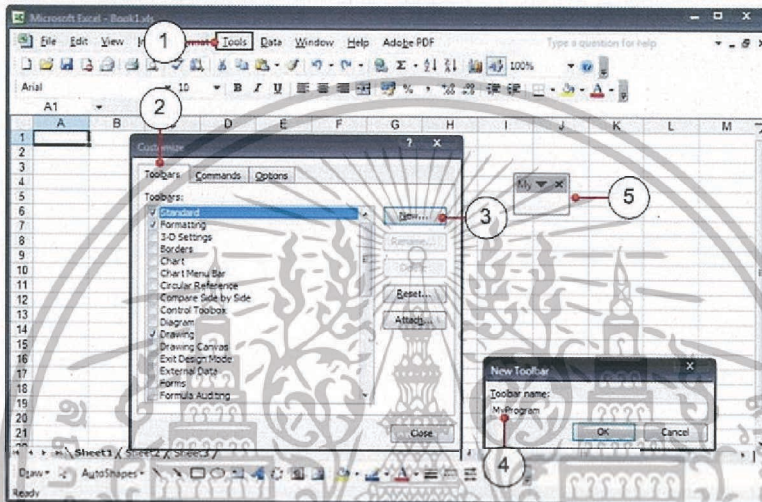 Microsoft Excel - Book1.xls
File Edit View Format Tools Data Window Help Adobe PDF Type a question for help
1
100%
Arial 10 B I U
A1
A B C D E F G H I J K L M
1
2
3
4
5
6
7
8
9
10
11
12
13
14
15
16
17
18
19
20
21
2
Customize
Toolbars Commands Options
Toolbars:
Standard
Formatting
3-D Settings
Borders
Chart
Chart Menu Bar
Circular Reference
Compare Side by Side
Control Toolbox
Diagram
Drawing
Drawing Canvas
Exit Design Mode
External Data
Forms
Formula Auditing
New...
Rename...
Delete
Reset...
Attach...
Close
3
My
5
New Toolbar
Toolbar name:
MyProgram
OK Cancel
4
Sheet1 / Sheet2 / Sheet3 /
Draw AutoShapes
Ready